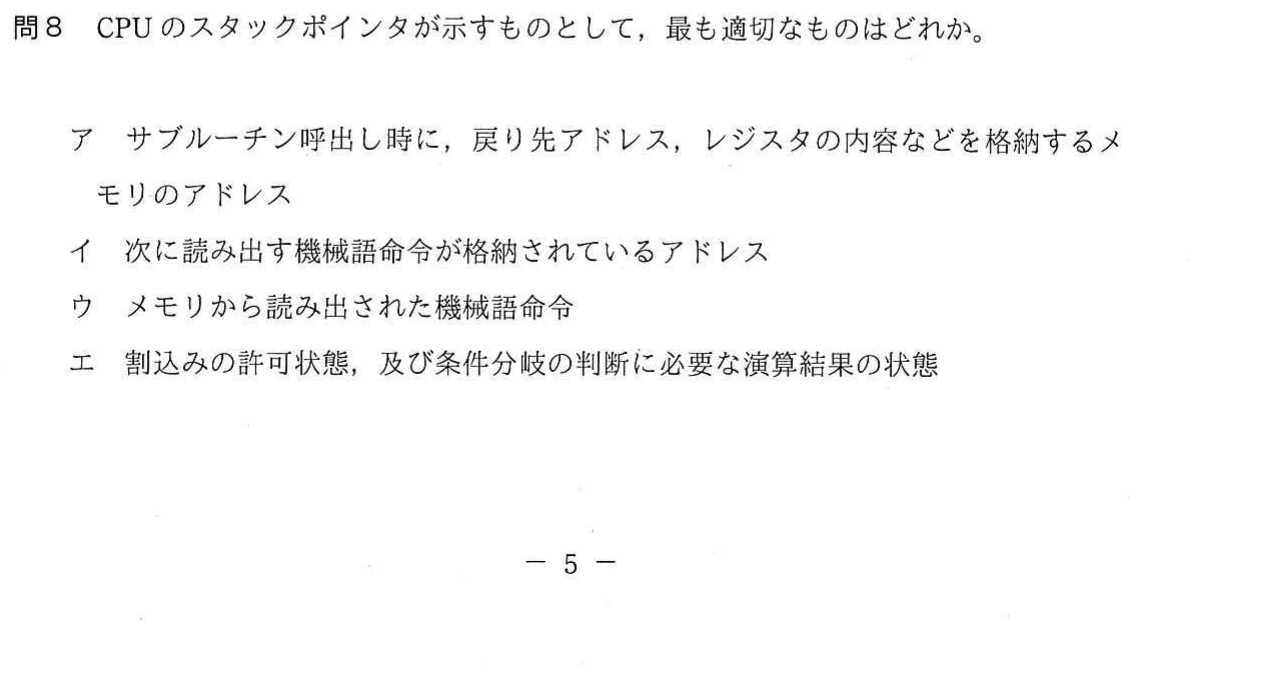 問8　CPU のスタックポインタが示すものとして，最も適切なものはどれか。
ア　サブルーチン呼出し時に，戻り先アドレス，レジスタの内容などを格納するメ
モリのアドレス
イ　次に読み出す機械語命令が格納されているアドレス
ウ　メモリから読み出された機械語命令
エ　割込みの許可状態，及び条件分岐の判断に必要な演算結果の状態
－ 5 －